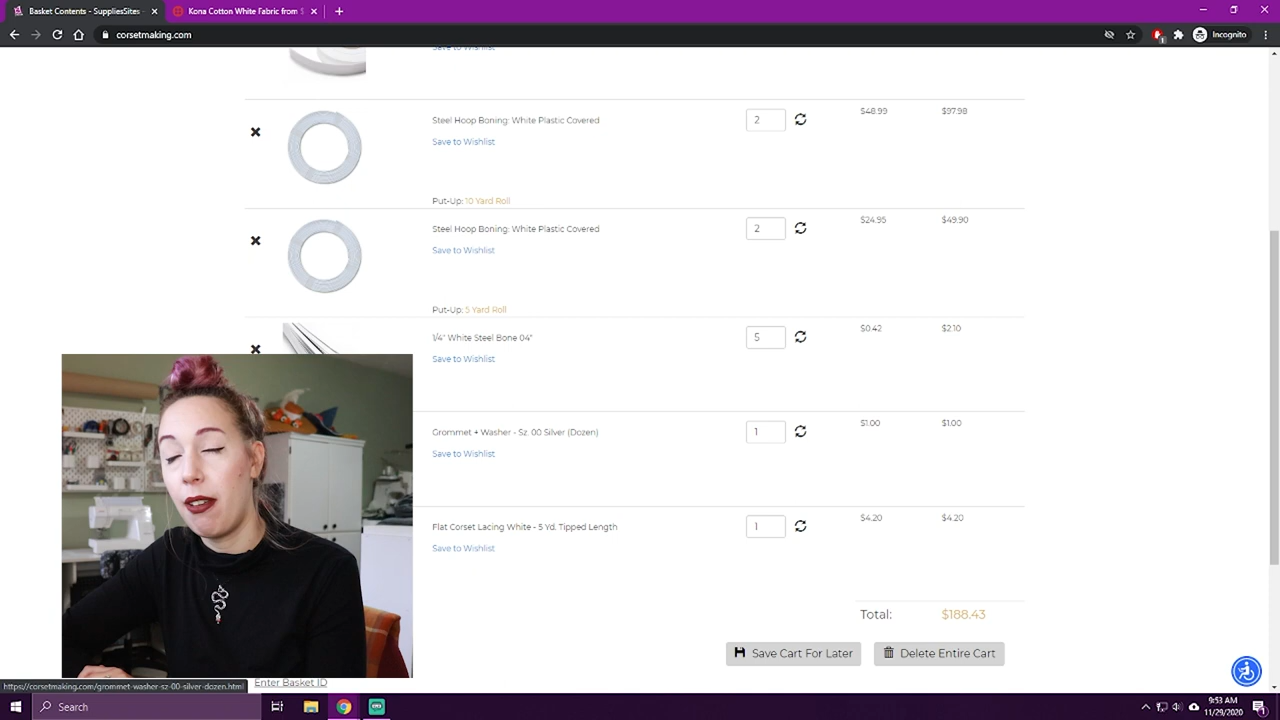 Basket Contents - SuppliesSites
Kona Cotton White Fabric from S
corsetmaking.com
Incognito
Save to Wishlist
Steel Hoop Boning: White Plastic Covered
2
$48.99
$97.98
Save to Wishlist
Put-Up: 10 Yard Roll
Steel Hoop Boning: White Plastic Covered
2
$24.95
$49.90
Save to Wishlist
Put-Up: 5 Yard Roll
1/4" White Steel Bone 04"
5
$0.42
$2.10
Save to Wishlist
Grommet + Washer - Sz. 00 Silver (Dozen)
1
$1.00
$1.00
Save to Wishlist
Flat Corset Lacing White - 5 Yd. Tipped Length
1
$4.20
$4.20
Save to Wishlist
Total: $188.43
Save Cart For Later
Delete Entire Cart
Enter Basket ID
https://corsetmaking.com/grommet-washer-sz-00-silver-dozen.html
Search
9:53 AM
11/29/2020